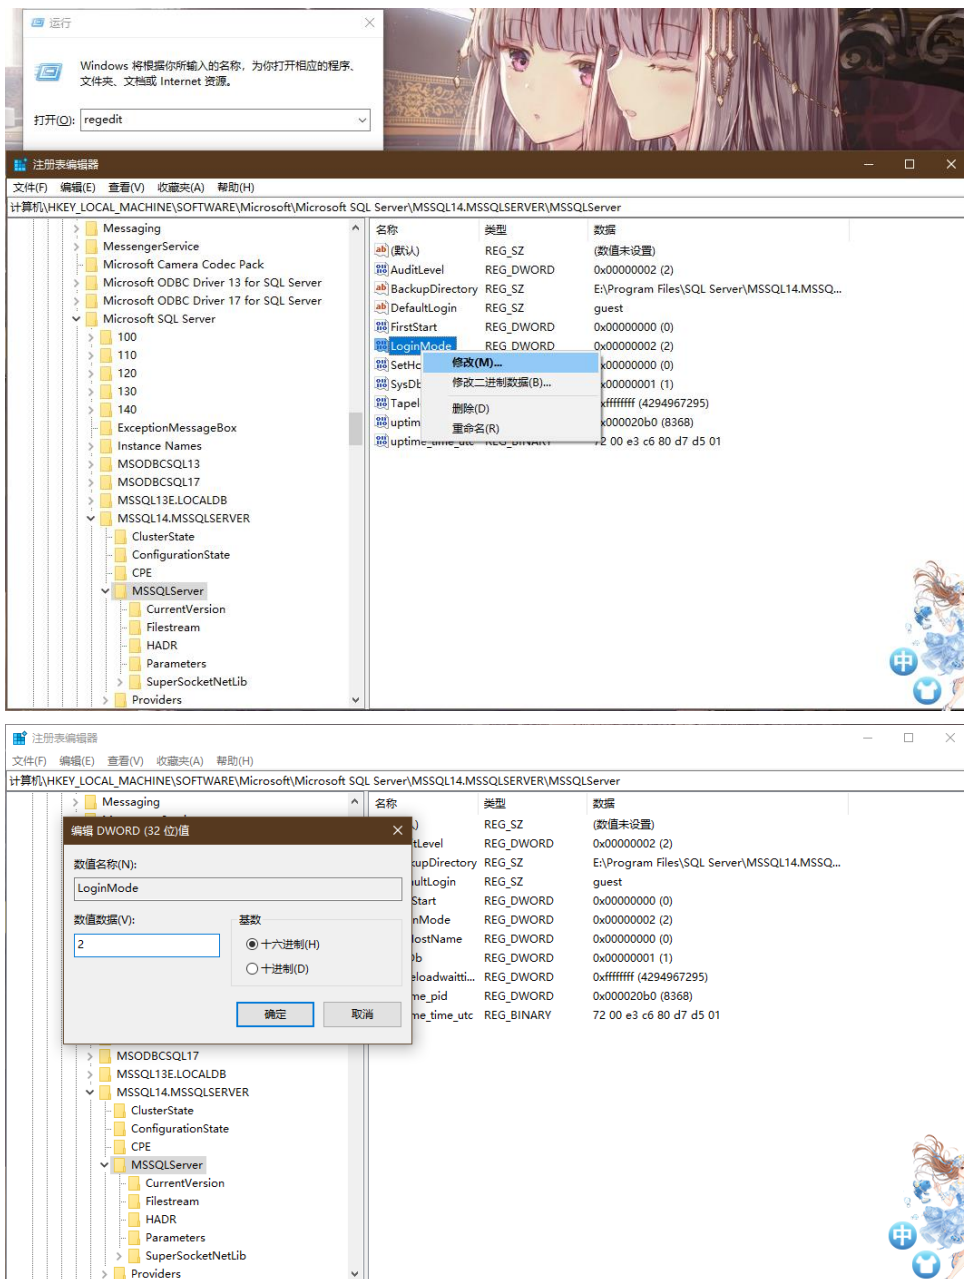 运行
Windows 将根据你所输入的名称，为你打开相应的程序、
文件夹、文档或 Internet 资源。
打开(O): regedit
注册表编辑器
文件(F) 编辑(E) 查看(V) 收藏夹(A) 帮助(H)
计算机\HKEY_LOCAL_MACHINE\SOFTWARE\Microsoft\Microsoft SQL Server\MSSQL14.MSSQLSERVER\MSSQLServer
Messaging
MessengerService
Microsoft Camera Codec Pack
Microsoft ODBC Driver 13 for SQL Server
Microsoft ODBC Driver 17 for SQL Server
Microsoft SQL Server
100
110
120
130
140
ExceptionMessageBox
Instance Names
MSODBCSQL13
MSODBCSQL17
MSSQL13E.LOCALDB
MSSQL14.MSSQLSERVER
ClusterState
ConfigurationState
CPE
MSSQLServer
CurrentVersion
Filestream
HADR
Parameters
SuperSocketNetLib
Providers
名称 类型 数据
(默认) REG_SZ (数值未设置)
AuditLevel REG_DWORD 0x00000002 (2)
BackupDirectory REG_SZ E:\Program Files\SQL Server\MSSQL14.MSSQ...
DefaultLogin REG_SZ guest
FirstStart REG_DWORD 0x00000000 (0)
LoginMode REG_DWORD 0x00000002 (2)
SetHo x00000000 (0)
SysDb x00000001 (1)
Tapel xffffffff (4294967295)
uptim x000020b0 (8368)
uptime_time_utc REG_BINARY 72 00 e3 c6 80 d7 d5 01
修改(M)...
修改二进制数据(B)...
删除(D)
重命名(R)
中
注册表编辑器
文件(F) 编辑(E) 查看(V) 收藏夹(A) 帮助(H)
计算机\HKEY_LOCAL_MACHINE\SOFTWARE\Microsoft\Microsoft SQL Server\MSSQL14.MSSQLSERVER\MSSQLServer
Messaging
编辑 DWORD (32 位)值
数值名称(N):
LoginMode
数值数据(V):
2
基数
十六进制(H)
十进制(D)
确定 取消
MSODBCSQL17
MSSQL13E.LOCALDB
MSSQL14.MSSQLSERVER
ClusterState
ConfigurationState
CPE
MSSQLServer
CurrentVersion
Filestream
HADR
Parameters
SuperSocketNetLib
Providers
名称 类型 数据
) REG_SZ (数值未设置)
tLevel REG_DWORD 0x00000002 (2)
kupDirectory REG_SZ E:\Program Files\SQL Server\MSSQL14.MSSQ...
ultLogin REG_SZ guest
Start REG_DWORD 0x00000000 (0)
nMode REG_DWORD 0x00000002 (2)
HostName REG_DWORD 0x00000000 (0)
b REG_DWORD 0x00000001 (1)
eloadwaitti... REG_DWORD 0xffffffff (4294967295)
me_pid REG_DWORD 0x000020b0 (8368)
me_time_utc REG_BINARY 72 00 e3 c6 80 d7 d5 01
中